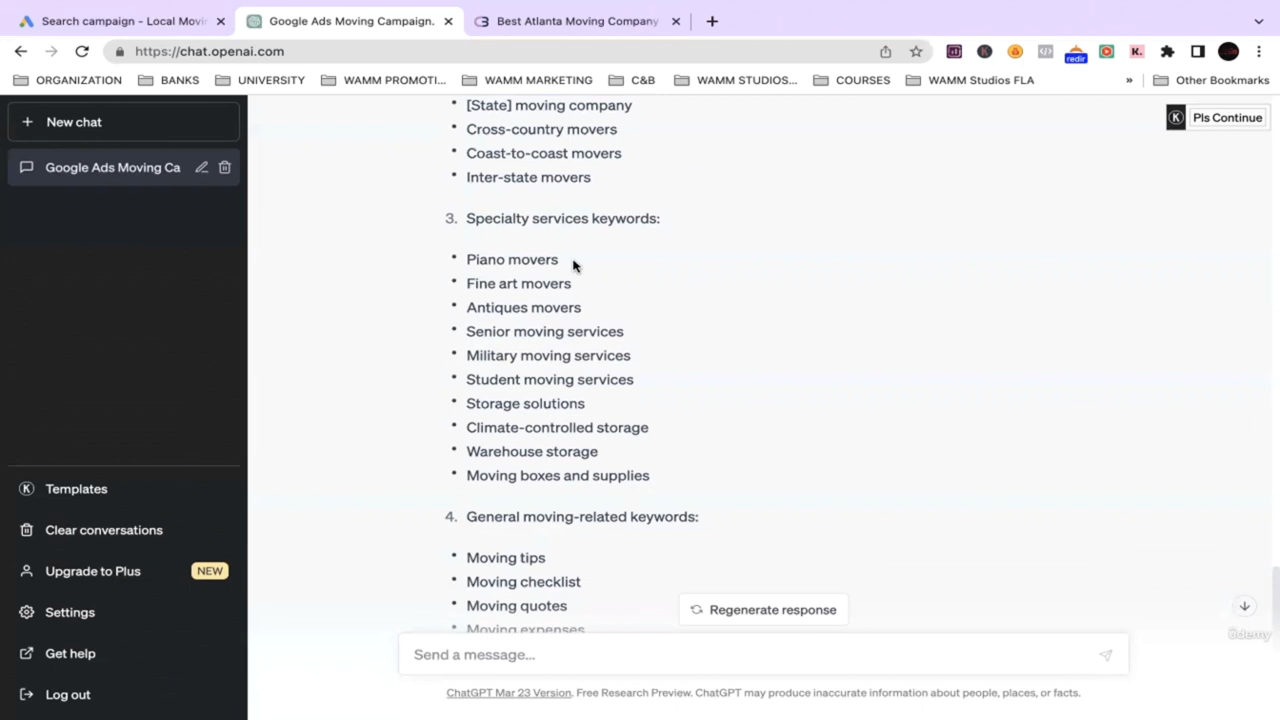 Search campaign - Local Movi
Google Ads Moving Campaign.
Best Atlanta Moving Company
https://chat.openai.com
redir
K.
ORGANIZATION
BANKS
UNIVERSITY
WAMM PROMOTI...
WAMM MARKETING
C&B
WAMM STUDIOS...
COURSES
WAMM Studios FLA
»
Other Bookmarks
New chat
Google Ads Moving Ca
Templates
Clear conversations
Upgrade to Plus
NEW
Settings
Get help
Log out
K Pls Continue
• [State] moving company
• Cross-country movers
• Coast-to-coast movers
• Inter-state movers
3. Specialty services keywords:
• Piano movers
• Fine art movers
• Antiques movers
• Senior moving services
• Military moving services
• Student moving services
• Storage solutions
• Climate-controlled storage
• Warehouse storage
• Moving boxes and supplies
4. General moving-related keywords:
• Moving tips
• Moving checklist
• Moving quotes
• Moving expenses
Regenerate response
Send a message...
ChatGPT Mar 23 Version. Free Research Preview. ChatGPT may produce inaccurate information about people, places, or facts.
ûdemy